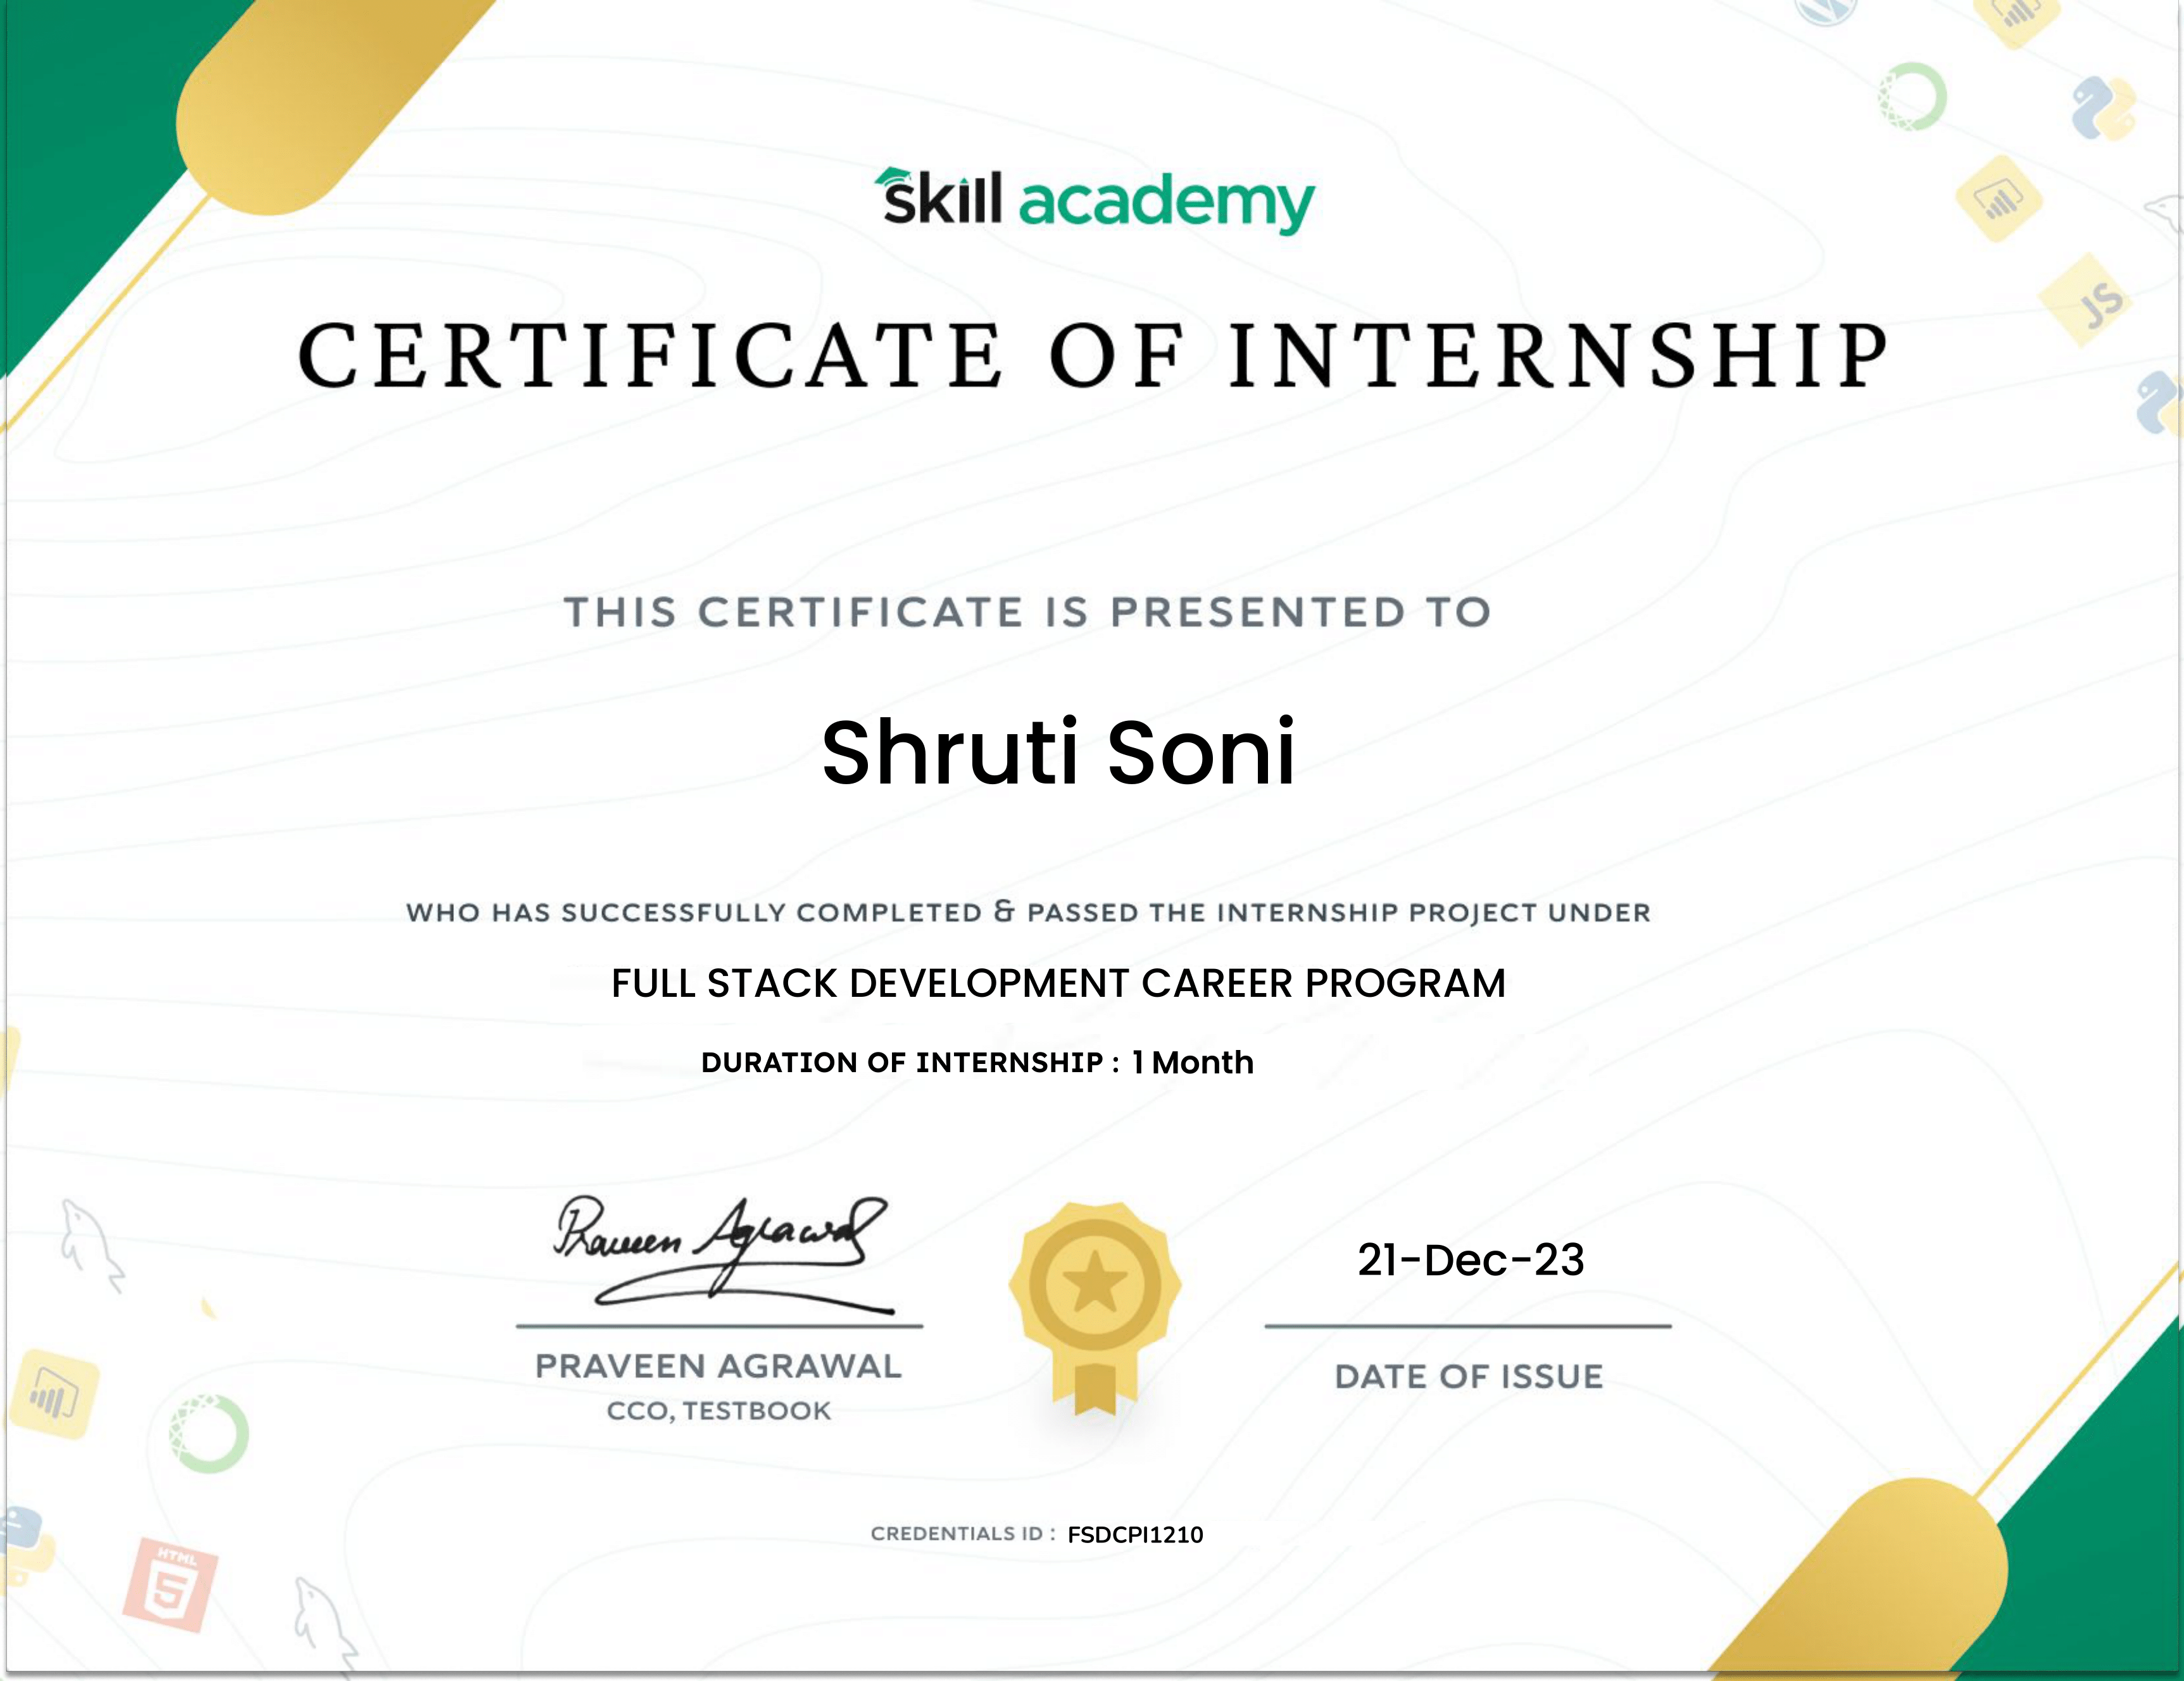 skill academy
CERTIFICATE OF INTERNSHIP
THIS CERTIFICATE IS PRESENTED TO
Shruti Soni
WHO HAS SUCCESSFULLY COMPLETED & PASSED THE INTERNSHIP PROJECT UNDER
FULL STACK DEVELOPMENT CAREER PROGRAM
DURATION OF INTERNSHIP : 1 Month
Praveen Agrawal
21-Dec-23
PRAVEEN AGRAWAL
CCO, TESTBOOK
DATE OF ISSUE
CREDENTIALS ID : FSDCPI1210
JS
HTML
5